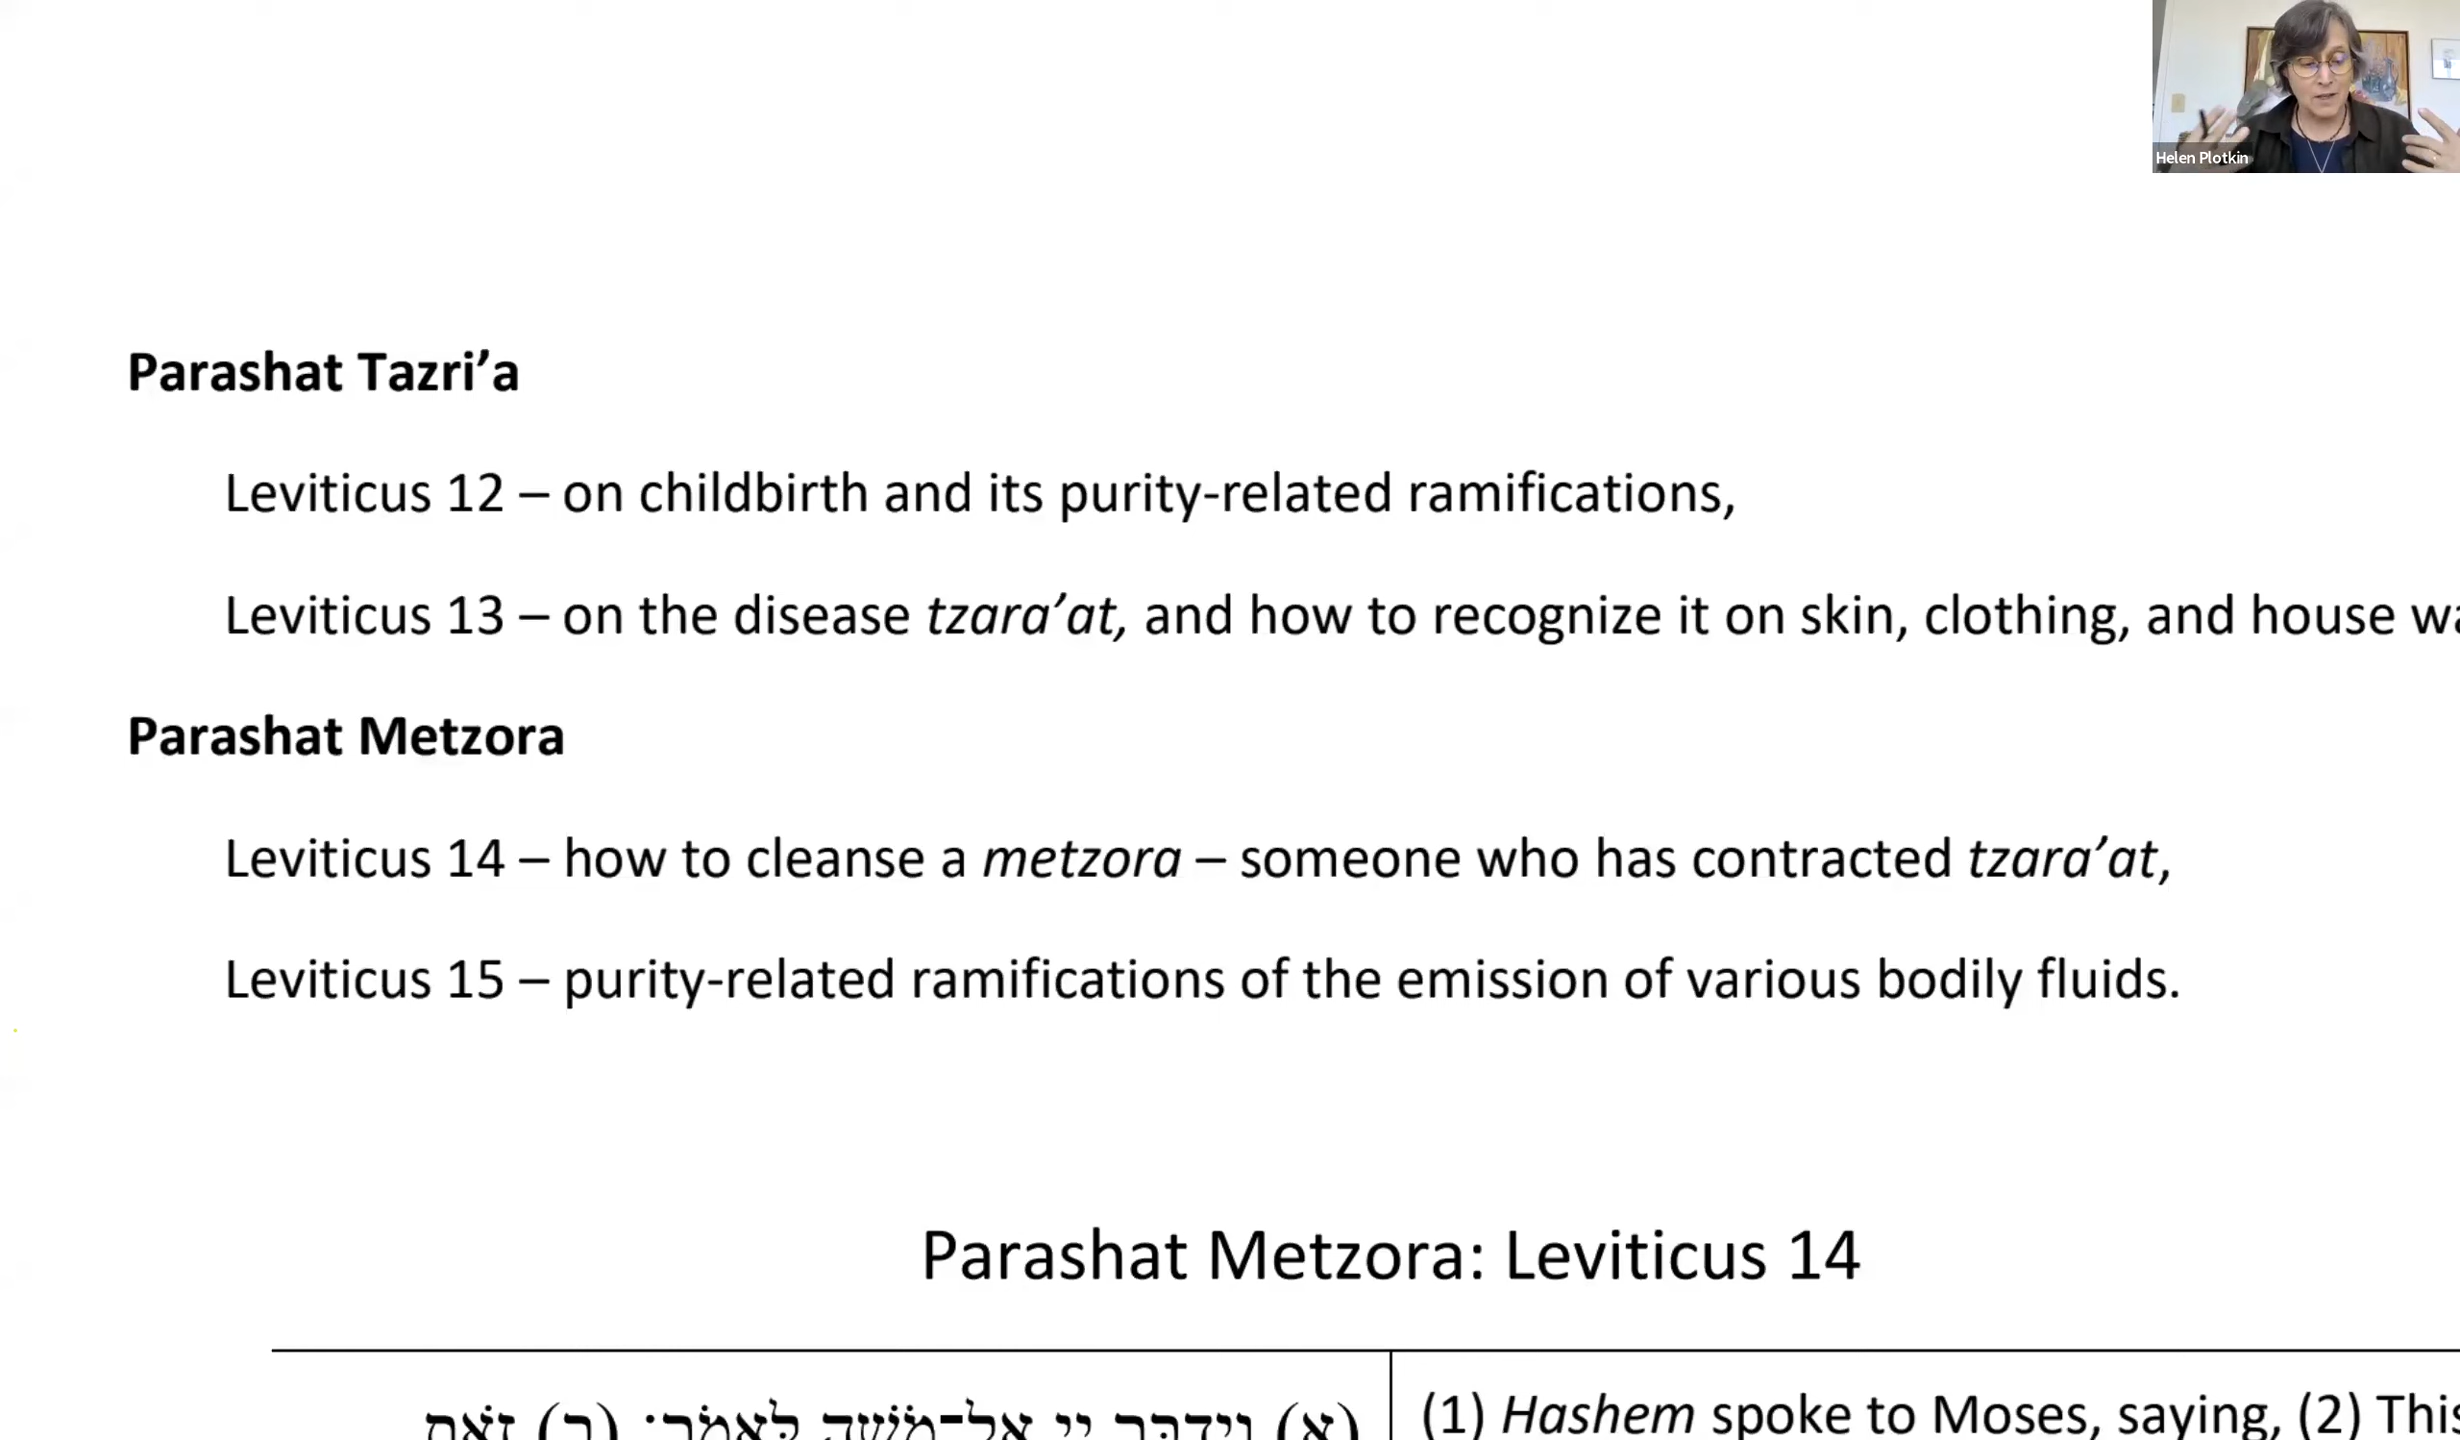 Helen Plotkin
Parashat Tazri’a
Leviticus 12 – on childbirth and its purity-related ramifications,
Leviticus 13 – on the disease tzara’at, and how to recognize it on skin, clothing, and house
Parashat Metzora
Leviticus 14 – how to cleanse a metzora – someone who has contracted tzara’at,
Leviticus 15 – purity-related ramifications of the emission of various bodily fluids.
Parashat Metzora: Leviticus 14
(א) וַיְדַבֵּר יי אֶל־מֹשֶׁה לֵּאמֹר׃ (ב) זֹאת
(1) Hashem spoke to Moses, saying, (2) This